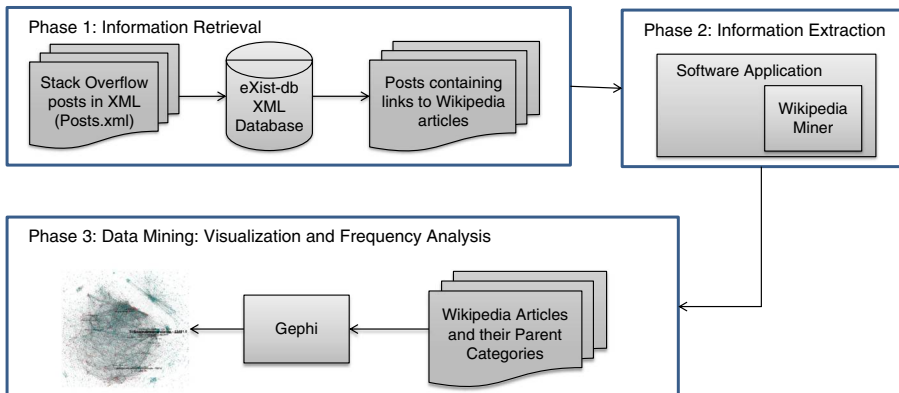 Phase 1: Information Retrieval
Stack Overflow
posts in XML
(Posts.xml)
eXist-db
XML
Database
Posts containing
links to Wikipedia
articles
Phase 2: Information Extraction
Software Application
Wikipedia
Miner
Phase 3: Data Mining: Visualization and Frequency Analysis
Gephi
Wikipedia Articles
and their Parent
Categories